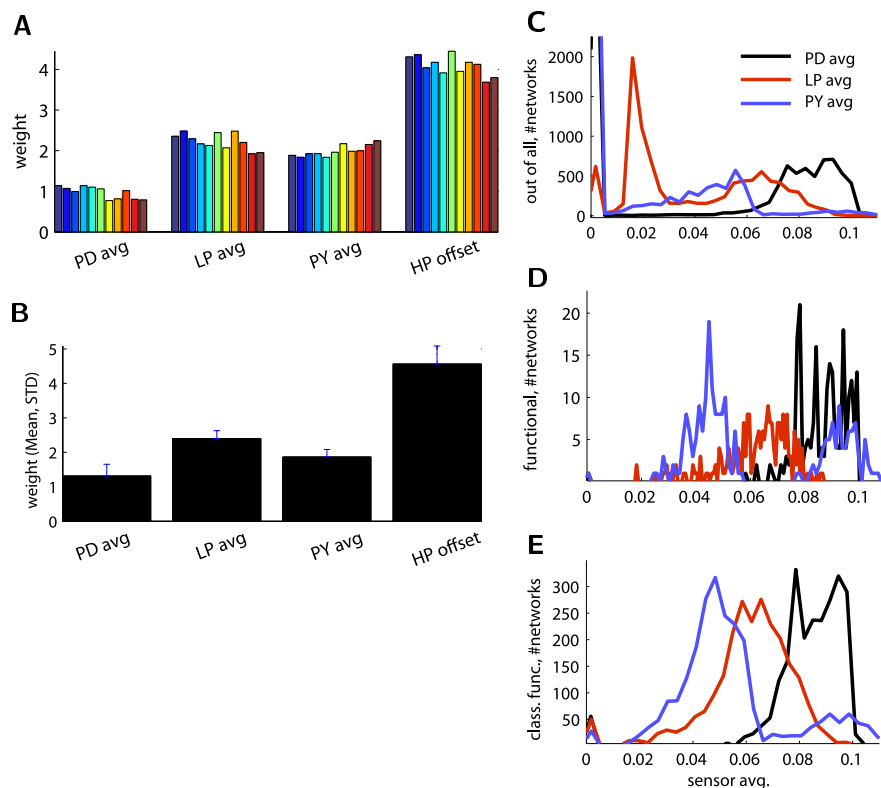 A
weight
4
3
2
1
0
PD avg
LP avg
PY avg
HP offset
B
weight (Mean, STD)
5
4
3
2
1
0
PD avg
LP avg
PY avg
HP offset
C
out of all, #networks
2000
1500
1000
500
0
PD avg
LP avg
PY avg
0
0.02
0.04
0.06
0.08
0.1
D
functional, #networks
20
15
10
5
0
0.02
0.04
0.06
0.08
0.1
E
class. func., #networks
300
250
200
150
100
50
0
0.02
0.04
0.06
0.08
0.1
sensor avg.